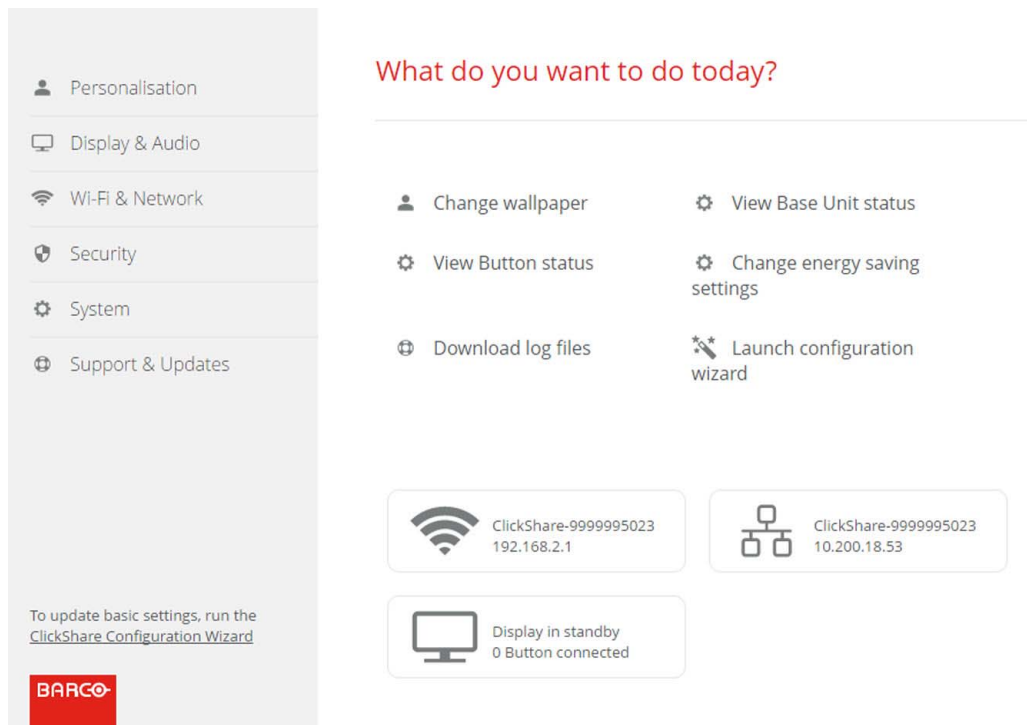 Personalisation
Display & Audio
Wi-Fi & Network
Security
System
Support & Updates
To update basic settings, run the
ClickShare Configuration Wizard
BARCO
What do you want to do today?
Change wallpaper
View Base Unit status
View Button status
Change energy saving
settings
Download log files
Launch configuration
wizard
ClickShare-9999995023
192.168.2.1
ClickShare-9999995023
10.200.18.53
Display in standby
0 Button connected